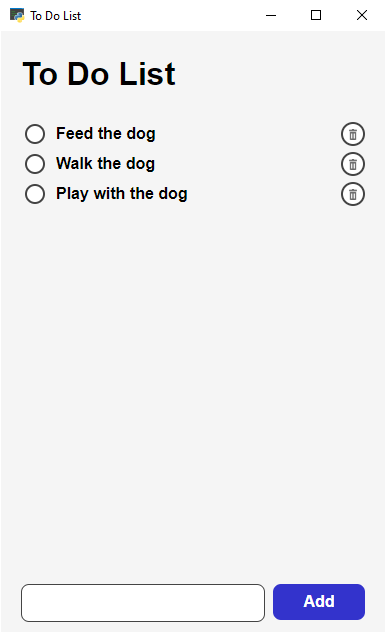 To Do List
To Do List
Feed the dog
Walk the dog
Play with the dog
Add